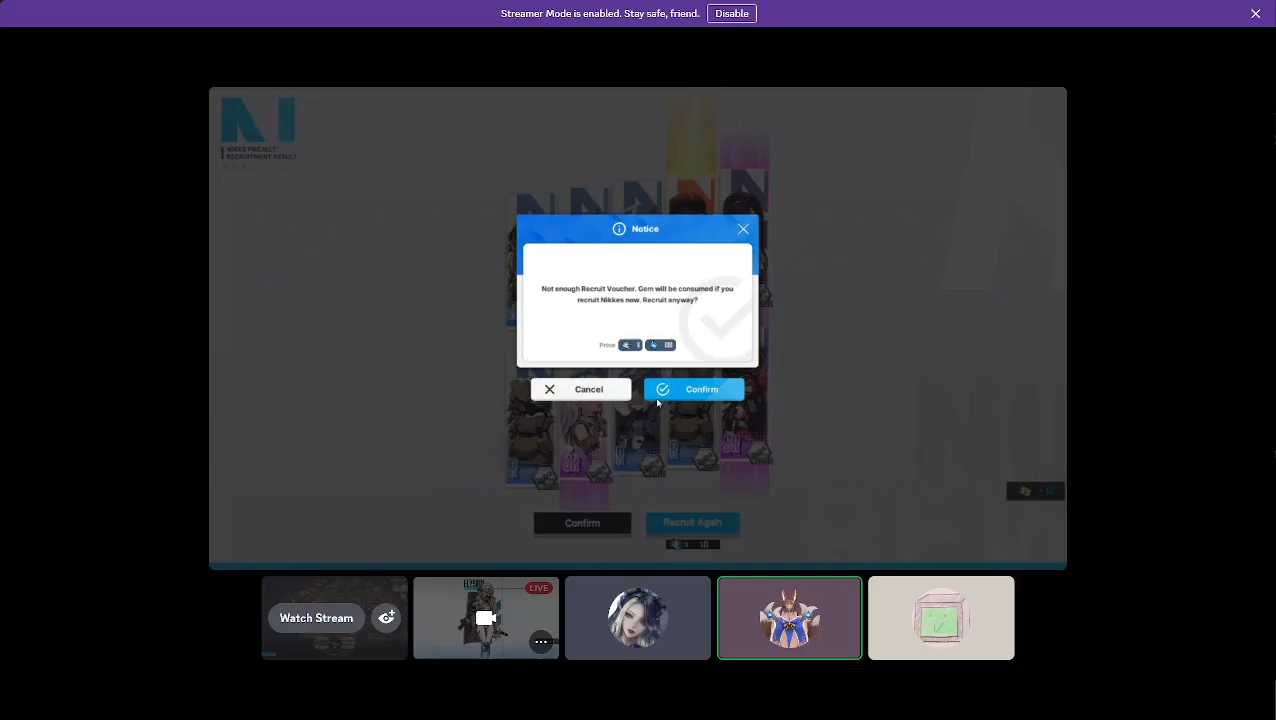 Streamer Mode is enabled. Stay safe, friend. Disable
NIKKE PROJECT
RECRUITMENT RESULT
Notice
Not enough Recruit Voucher. Gem will be consumed if you
recruit Nikkes now. Recruit anyway?
Price
Cancel
Confirm
SR
Confirm
Recruit Again
x 10
Watch Stream
ELYSION
LIVE